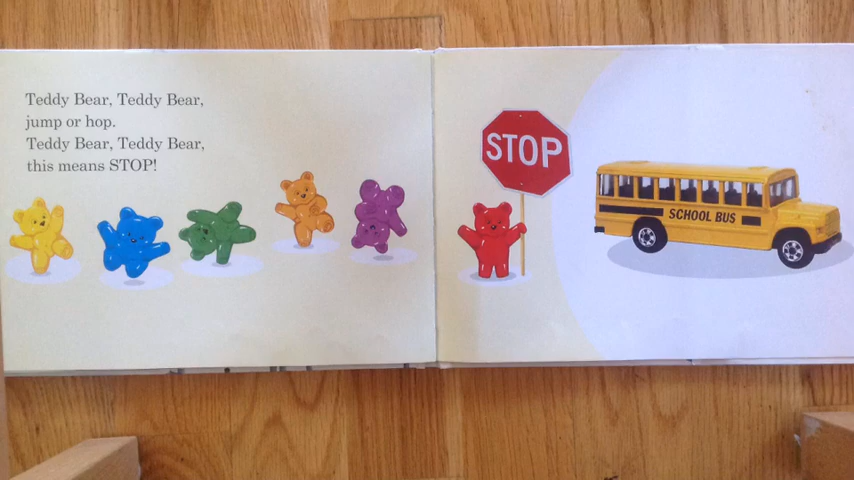 Teddy Bear, Teddy Bear,
jump or hop.
Teddy Bear, Teddy Bear,
this means STOP!
STOP
SCHOOL BUS